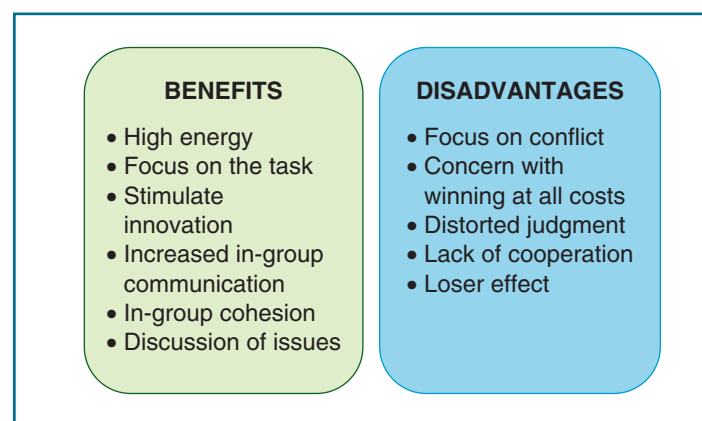 BENEFITS
• High energy
• Focus on the task
• Stimulate
innovation
• Increased in-group
communication
• In-group cohesion
• Discussion of issues
DISADVANTAGES
• Focus on conflict
• Concern with
winning at all costs
• Distorted judgment
• Lack of cooperation
• Loser effect